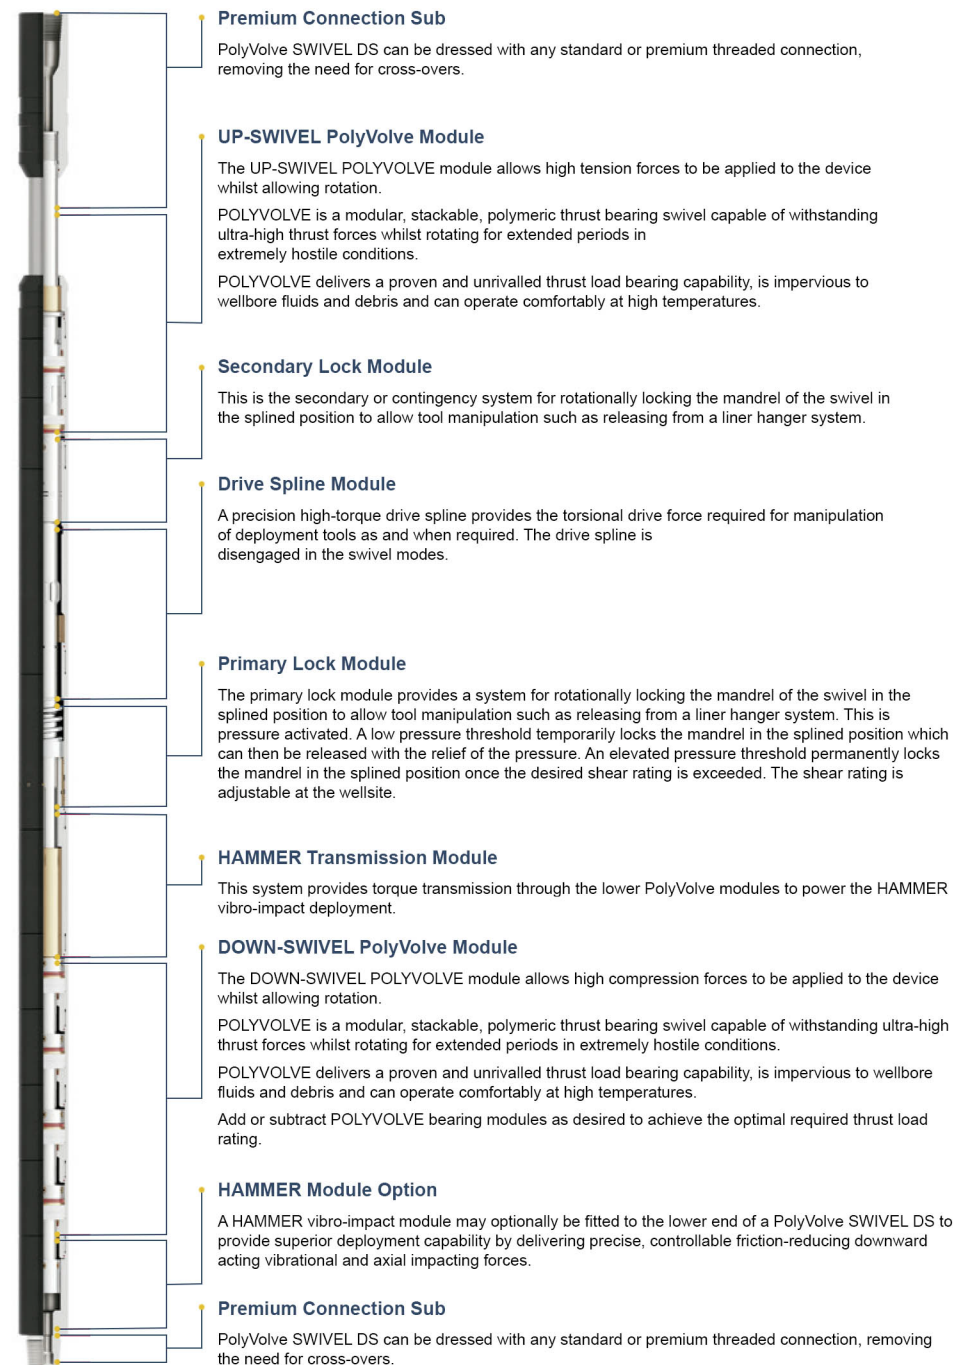 Premium Connection Sub
PolyVolve SWIVEL DS can be dressed with any standard or premium threaded connection,
removing the need for cross-overs.
UP-SWIVEL PolyVolve Module
The UP-SWIVEL POLYVOLVE module allows high tension forces to be applied to the device
whilst allowing rotation.
POLYVOLVE is a modular, stackable, polymeric thrust bearing swivel capable of withstanding
ultra-high thrust forces whilst rotating for extended periods in
extremely hostile conditions.
POLYVOLVE delivers a proven and unrivalled thrust load bearing capability, is impervious to
wellbore fluids and debris and can operate comfortably at high temperatures.
Secondary Lock Module
This is the secondary or contingency system for rotationally locking the mandrel of the swivel in
the splined position to allow tool manipulation such as releasing from a liner hanger system.
Drive Spline Module
A precision high-torque drive spline provides the torsional drive force required for manipulation
of deployment tools as and when required. The drive spline is
disengaged in the swivel modes.
Primary Lock Module
The primary lock module provides a system for rotationally locking the mandrel of the swivel in the
splined position to allow tool manipulation such as releasing from a liner hanger system. This is
pressure activated. A low pressure threshold temporarily locks the mandrel in the splined position which
can then be released with the relief of the pressure. An elevated pressure threshold permanently locks
the mandrel in the splined position once the desired shear rating is exceeded. The shear rating is
adjustable at the wellsite.
HAMMER Transmission Module
This system provides torque transmission through the lower PolyVolve modules to power the HAMMER
vibro-impact deployment.
DOWN-SWIVEL PolyVolve Module
The DOWN-SWIVEL POLYVOLVE module allows high compression forces to be applied to the device
whilst allowing rotation.
POLYVOLVE is a modular, stackable, polymeric thrust bearing swivel capable of withstanding ultra-high
thrust forces whilst rotating for extended periods in extremely hostile conditions.
POLYVOLVE delivers a proven and unrivalled thrust load bearing capability, is impervious to wellbore
fluids and debris and can operate comfortably at high temperatures.
Add or subtract POLYVOLVE bearing modules as desired to achieve the optimal required thrust load
rating.
HAMMER Module Option
A HAMMER vibro-impact module may optionally be fitted to the lower end of a PolyVolve SWIVEL DS to
provide superior deployment capability by delivering precise, controllable friction-reducing downward
acting vibrational and axial impacting forces.
Premium Connection Sub
PolyVolve SWIVEL DS can be dressed with any standard or premium threaded connection, removing
the need for cross-overs.